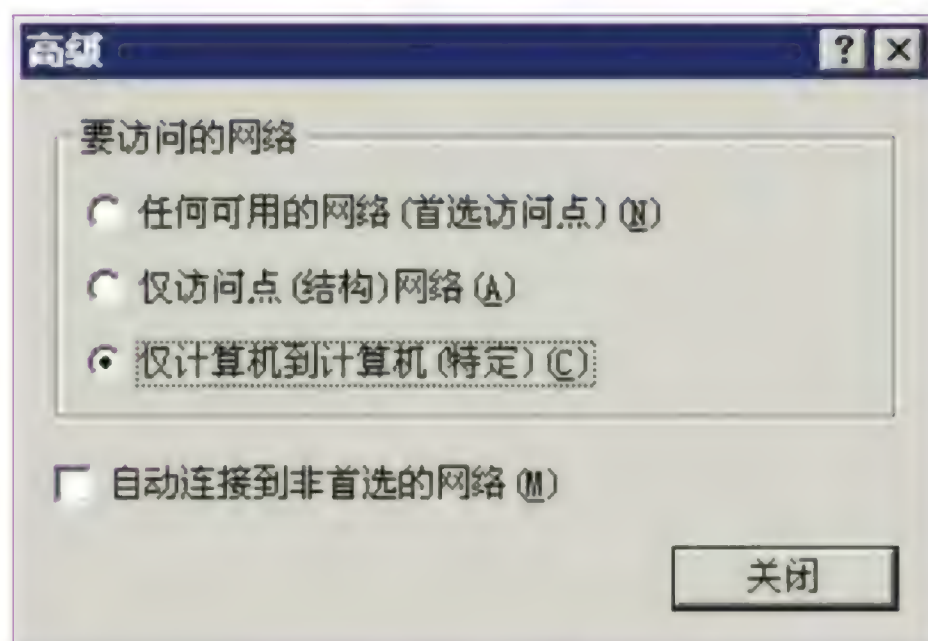 高级
要访问的网络
任何可用的网络(首选访问点)(N)
仅访问点(结构)网络(A)
仅计算机到计算机(特定)(C)
自动连接到非首选的网络(M)
关闭